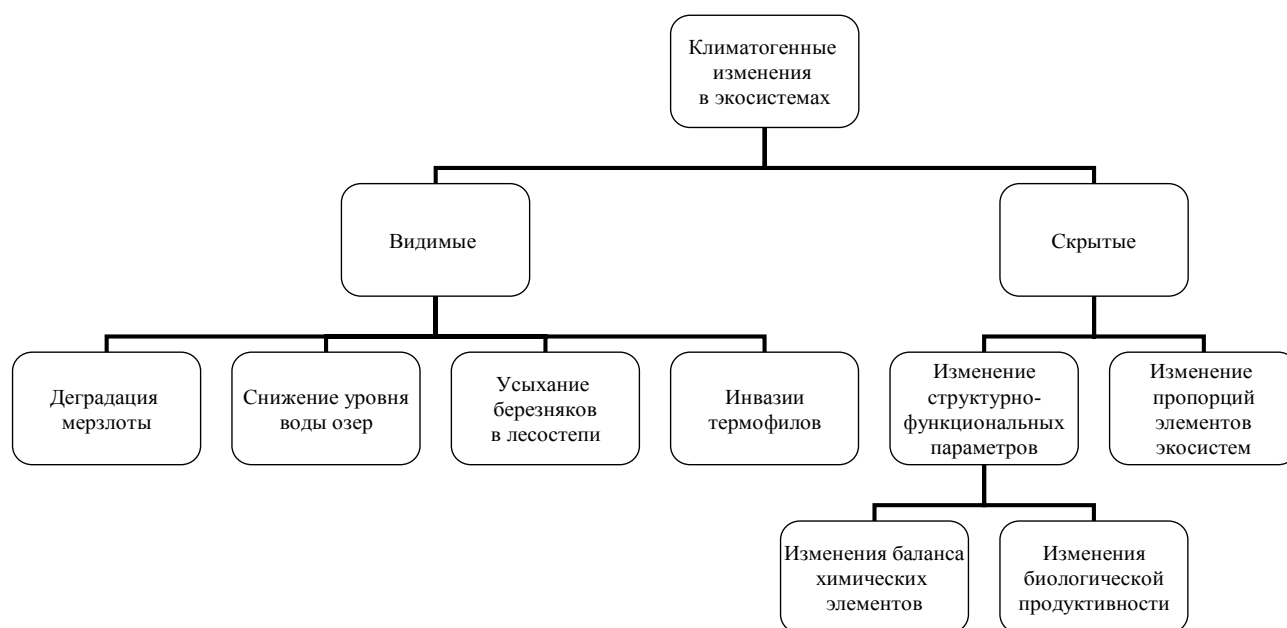 Климатогенные
изменения
в экосистемах
Видимые
Скрытые
Деградация
мерзлоты
Снижение уровня
воды озер
Усыхание
березняков
в лесостепи
Инвазии
термофилов
Изменение
структурно-
функциональных
параметров
Изменение
пропорций
элементов
экосистем
Изменения баланса
химических
элементов
Изменения
биологической
продуктивности